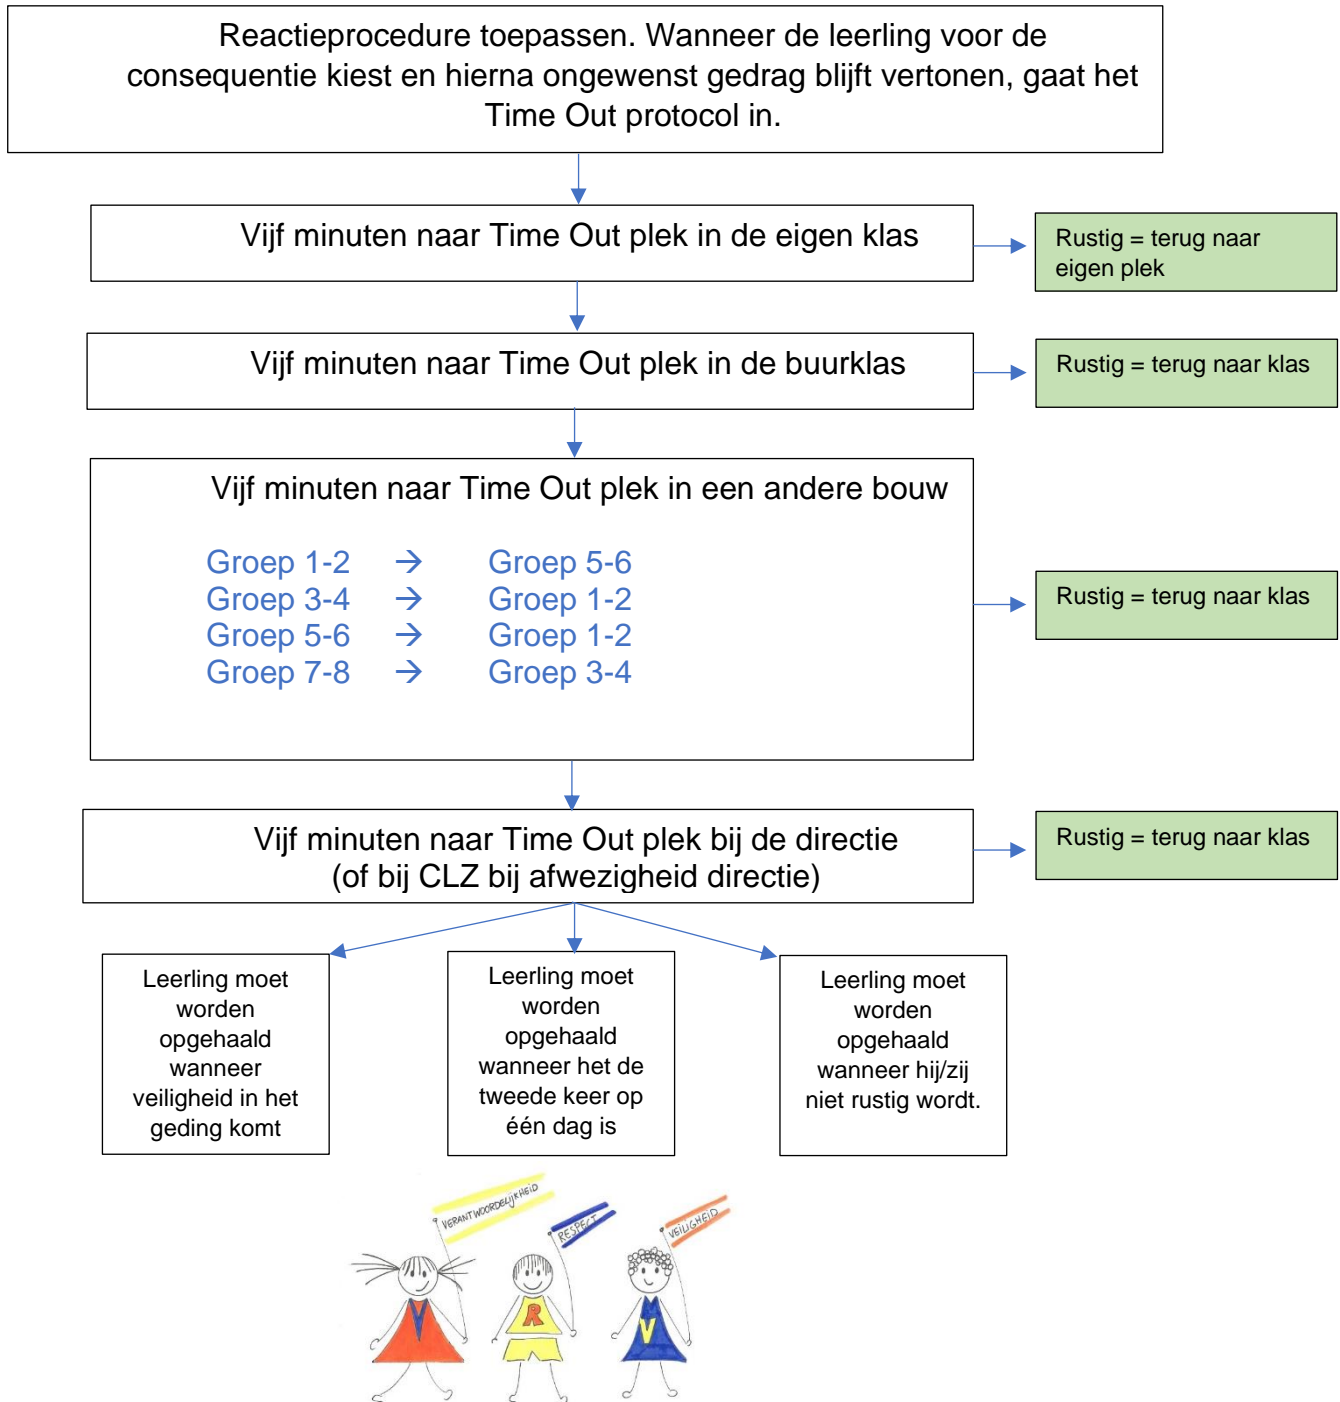 Reactieprocedure toepassen. Wanneer de leerling voor de
consequentie kiest en hierna ongewenst gedrag blijft vertonen, gaat het
Time Out protocol in.
Vijf minuten naar Time Out plek in de eigen klas
Rustig = terug naar
eigen plek
Vijf minuten naar Time Out plek in de buurklas
Rustig = terug naar klas
Vijf minuten naar Time Out plek in een andere bouw
Groep 1-2 → Groep 5-6
Groep 3-4 → Groep 1-2
Groep 5-6 → Groep 1-2
Groep 7-8 → Groep 3-4
Rustig = terug naar klas
Vijf minuten naar Time Out plek bij de directie
(of bij CLZ bij afwezigheid directie)
Rustig = terug naar klas
Leerling moet
worden
opgehaald
wanneer
veiligheid in het
geding komt
Leerling moet
worden
opgehaald
wanneer het de
tweede keer op
één dag is
Leerling moet
worden
opgehaald
wanneer hij/zij
niet rustig wordt.
VERANTWOORDELIJKHEID
RESPECT
VEILIGHEID
V
R
V